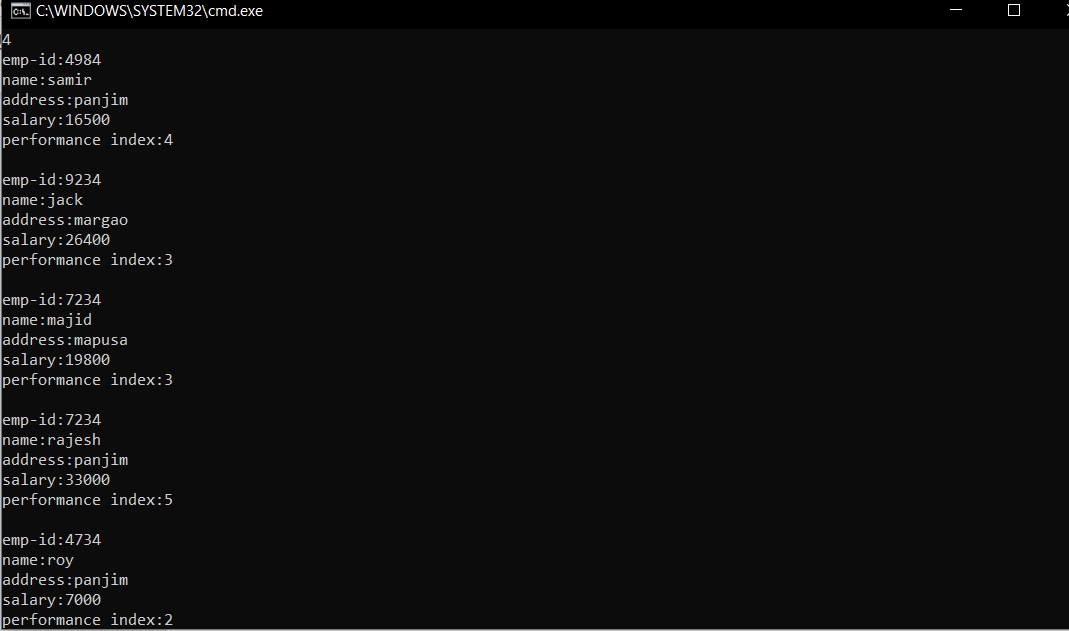 C:\WINDOWS\SYSTEM32\cmd.exe
4
emp-id:4984
name:samir
address:panjim
salary:16500
performance index:4

emp-id:9234
name:jack
address:margao
salary:26400
performance index:3

emp-id:7234
name:majid
address:mapusa
salary:19800
performance index:3

emp-id:7234
name:rajesh
address:panjim
salary:33000
performance index:5

emp-id:4734
name:roy
address:panjim
salary:7000
performance index:2